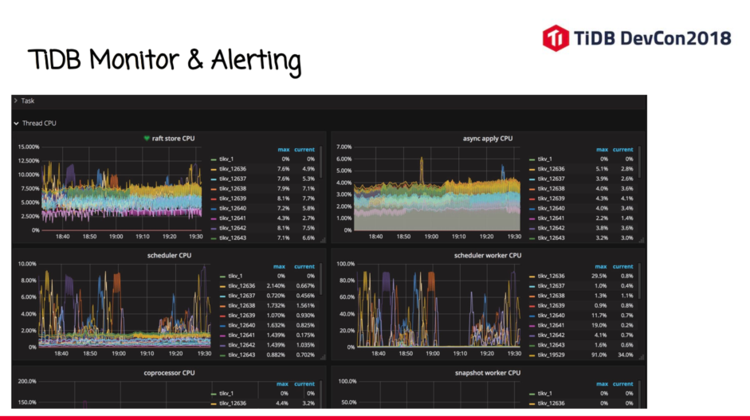 TiDB DevCon2018
TiDB Monitor & Alerting
Task
Thread CPU
raft store CPU
max current
15.000%
12.500%
10.000%
7.500%
5.000%
2.500%
0%
18:40 18:50 19:00 19:10 19:20 19:30
tikv_1 0% 0%
tikv_12636 7.6% 4.9%
tikv_12637 7.6% 5.3%
tikv_12638 7.9% 7.1%
tikv_12639 8.1% 7.7%
tikv_12640 7.2% 5.8%
tikv_12641 4.3% 2.7%
tikv_12642 8.1% 7.5%
tikv_12643 7.1% 6.6%
async apply CPU
max current
7.00%
6.00%
5.00%
4.00%
3.00%
2.00%
1.00%
0%
18:40 18:50 19:00 19:10 19:20 19:30
tikv_1 0% 0%
tikv_12636 5.1% 2.8%
tikv_12637 3.9% 2.6%
tikv_12638 4.0% 3.6%
tikv_12639 4.3% 4.1%
tikv_12640 4.0% 3.4%
tikv_12641 2.2% 1.4%
tikv_12642 3.8% 3.6%
tikv_12643 3.2% 3.0%
scheduler CPU
max current
10.00%
8.00%
6.00%
4.00%
2.00%
0%
18:40 18:50 19:00 19:10 19:20 19:30
tikv_1 0% 0%
tikv_12636 2.140% 0.667%
tikv_12637 0.720% 0.456%
tikv_12638 1.732% 1.561%
tikv_12639 1.070% 0.930%
tikv_12640 1.632% 0.825%
tikv_12641 1.439% 0.175%
tikv_12642 1.439% 1.035%
tikv_12643 0.882% 0.702%
scheduler worker CPU
max current
100.0%
80.0%
60.0%
40.0%
20.0%
0%
18:40 18:50 19:00 19:10 19:20 19:30
tikv_12636 29.5% 0.8%
tikv_12637 1.0% 0.4%
tikv_12638 1.3% 1.1%
tikv_12639 0.9% 0.8%
tikv_12640 11.7% 0.7%
tikv_12641 19.0% 0.2%
tikv_12642 4.1% 0.7%
tikv_12643 1.6% 0.6%
tikv_19529 91.0% 34.0%
coprocessor CPU
max current
200.0%
150.0%
tikv_1 0% 0%
tikv_12636 4.4% 3.2%
snapshot worker CPU
max current
100.0%
50.0%
tikv_1 0% 0%
tikv_12636 0% 0%